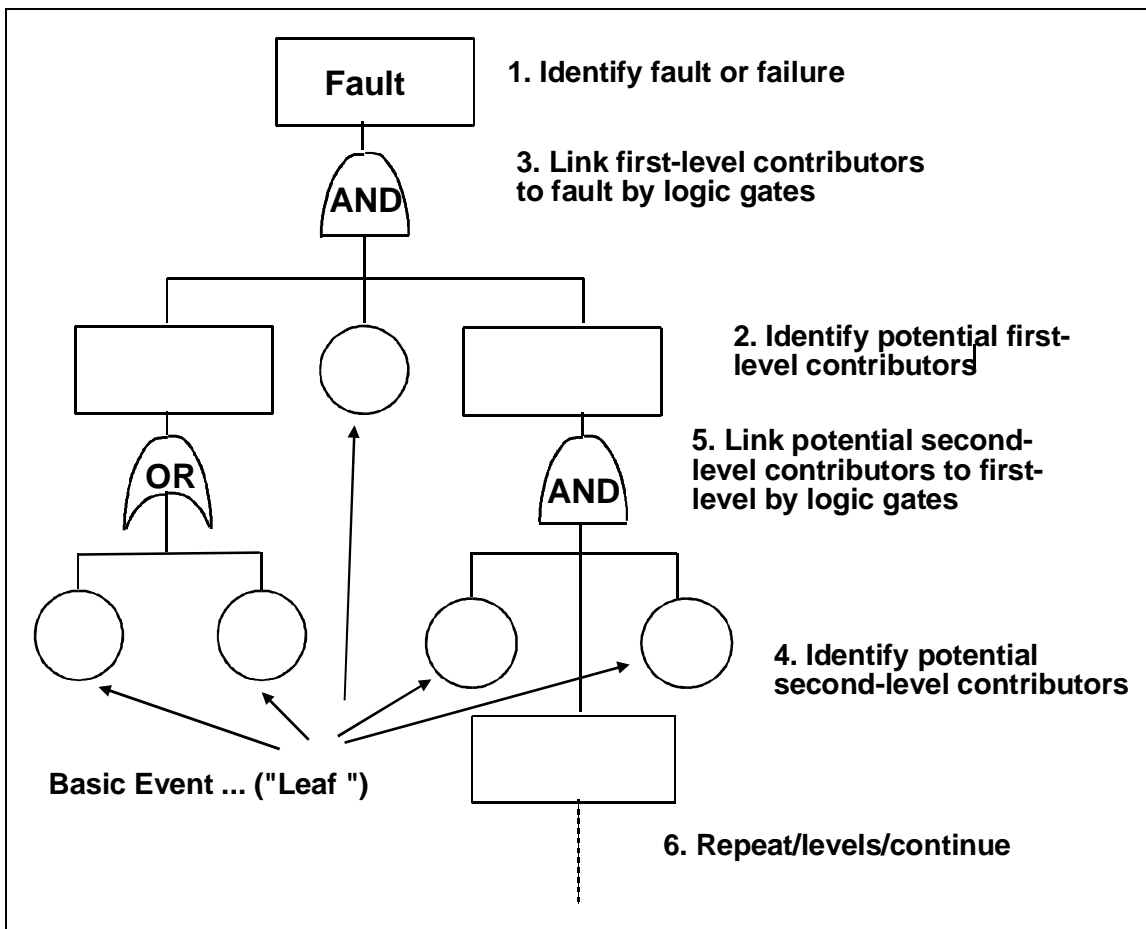 Fault
1. Identify fault or failure
3. Link first-level contributors
to fault by logic gates
AND
2. Identify potential first-
level contributors
5. Link potential second-
level contributors to first-
level by logic gates
OR
AND
4. Identify potential
second-level contributors
Basic Event ... ("Leaf ")
6. Repeat/levels/continue